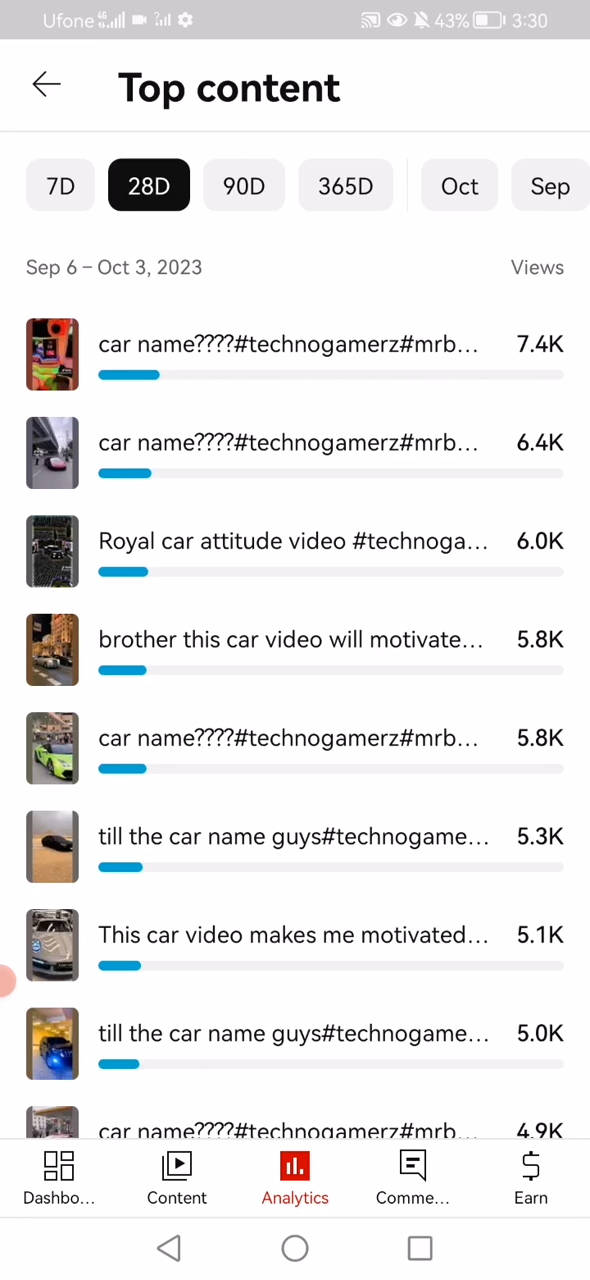 Ufone 4G 43% 3:30
Top content
7D 28D 90D 365D Oct Sep
Sep 6 – Oct 3, 2023 Views
car name????#technogamerz#mrb... 7.4K
car name????#technogamerz#mrb... 6.4K
Royal car attitude video #technoga... 6.0K
brother this car video will motivate... 5.8K
car name????#technogamerz#mrb... 5.8K
till the car name guys#technogame... 5.3K
This car video makes me motivated... 5.1K
till the car name guys#technogame... 5.0K
car name????#technogamerz#mrb... 4.9K
Dashbo... Content Analytics Comme... Earn